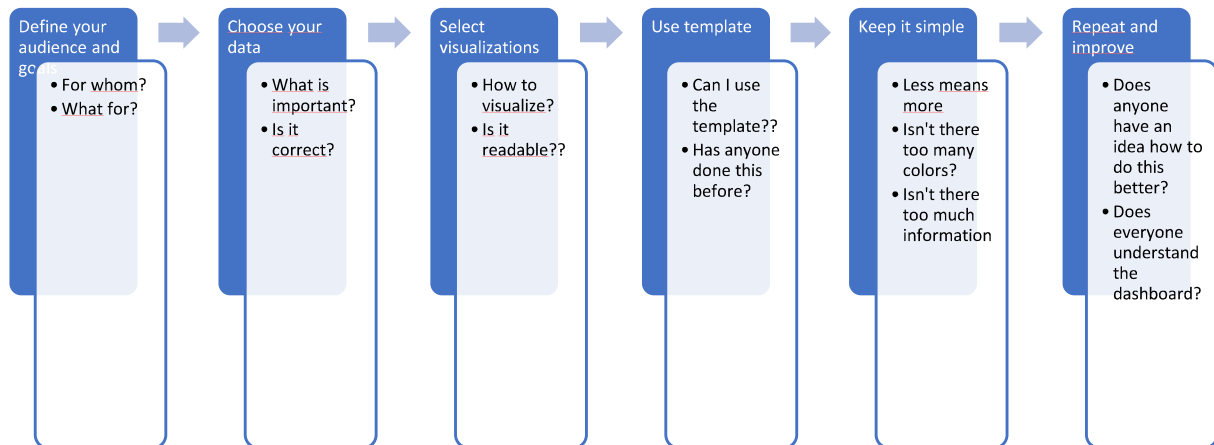 Define your
audience and
goals
• For whom?
• What for?
Choose your
data
• What is
important?
• Is it
correct?
Select
visualizations
• How to
visualize?
• Is it
readable??
Use template
• Can I use
the
template??
• Has anyone
done this
before?
Keep it simple
• Less means
more
• Isn't there
too many
colors?
• Isn't there
too much
information
Repeat and
improve
• Does
anyone
have an
idea how to
do this
better?
• Does
everyone
understand
the
dashboard?